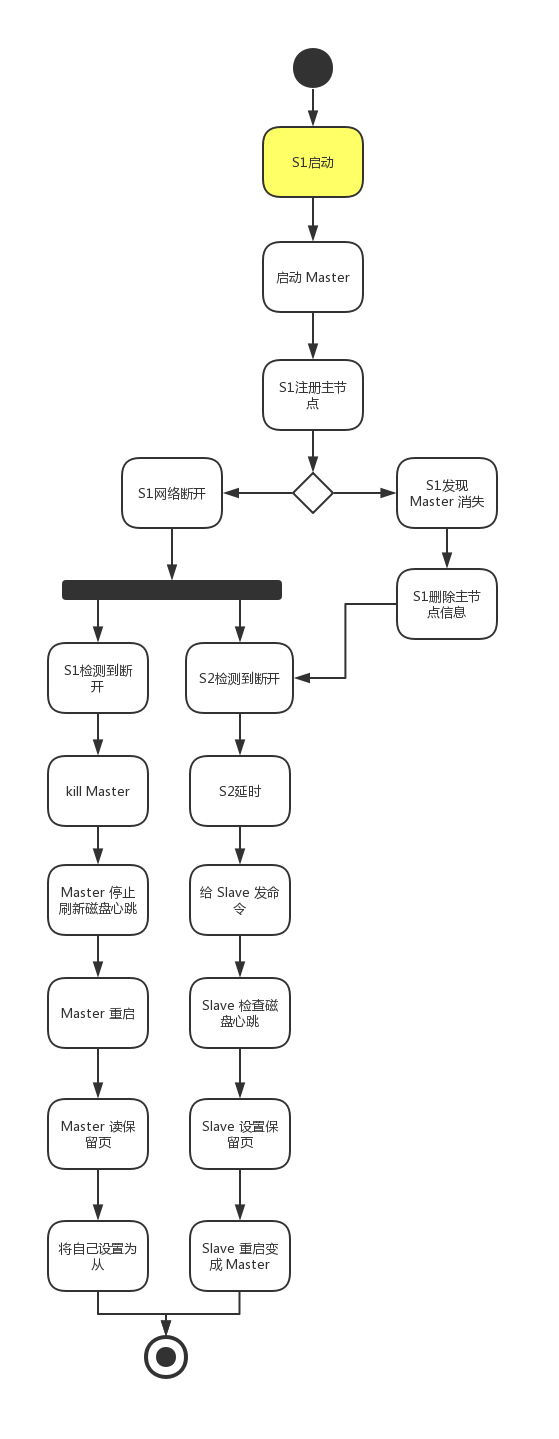 S1启动
启动 Master
S1注册主节
点
S1网络断开
S1发现
Master 消失
S1删除主节
点信息
S1检测到断
开
S2检测到断开
kill Master
S2延时
Master 停止
刷新磁盘心跳
给 Slave 发命
令
Master 重启
Slave 检查磁
盘心跳
Master 读保
留页
Slave 设置保
留页
将自己设置为
从
Slave 重启变
成 Master